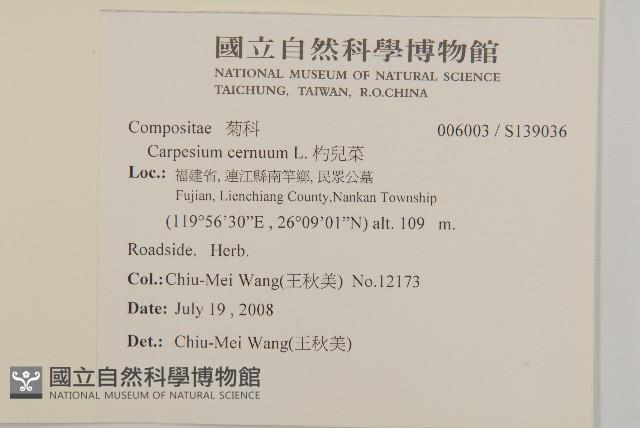 國立自然科學博物館
NATIONAL MUSEUM OF NATURAL SCIENCE
TAICHUNG, TAIWAN, R.O.CHINA
Compositae 菊科 006003 / S139036
Carpesium cernuum L. 杓兒菜
Loc.: 福建省, 連江縣南竿鄉, 民眾公墓
Fujian, Lienchiang County,Nankan Township
(119°56'30”E , 26°09'01”N) alt. 109 m.
Roadside. Herb.
Col.:Chiu-Mei Wang(王秋美) No.12173
Date: July 19 , 2008
Det.: Chiu-Mei Wang(王秋美)
國立自然科學博物館
NATIONAL MUSEUM OF NATURAL SCIENCE